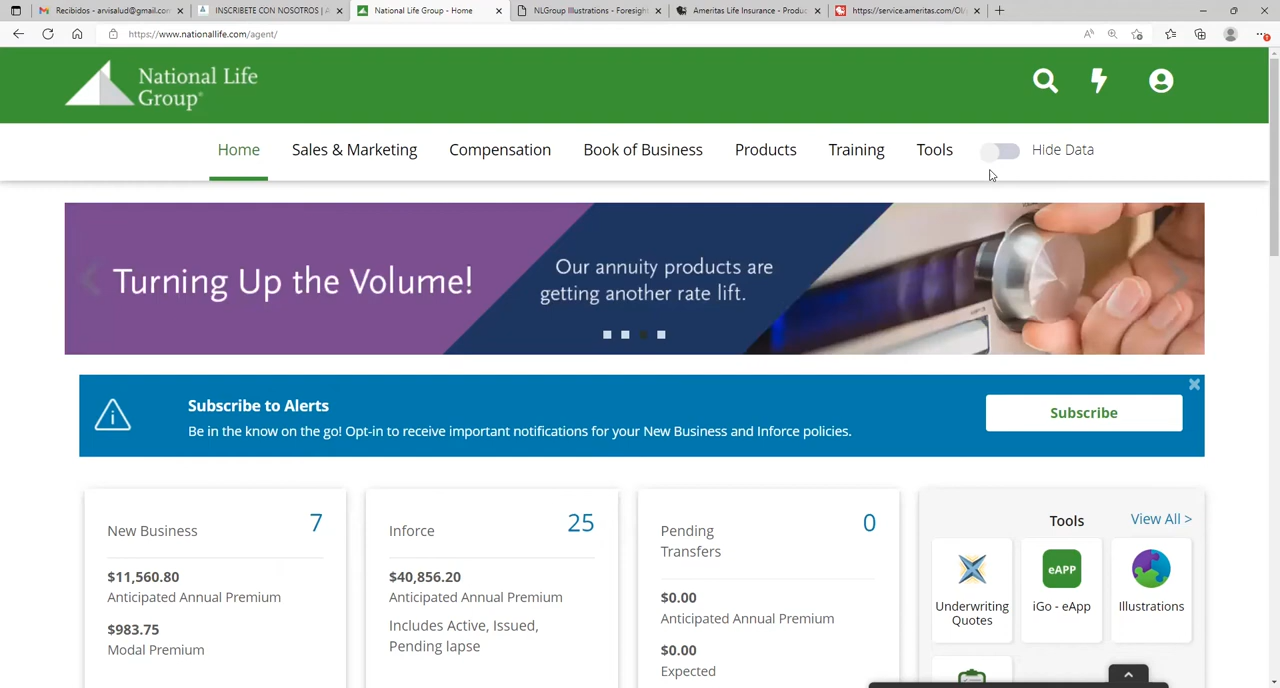 Recibidos - arvisalud@gmail.com
INSCRIBETE CON NOSOTROS |
National Life Group - Home
NLGroup Illustrations - Foresigh
Ameritas Life Insurance - Produc
https://service.ameritas.com/OI/
https://www.nationallife.com/agent/
National Life
Group®
Home
Sales & Marketing
Compensation
Book of Business
Products
Training
Tools
Hide Data
Turning Up the Volume!
Our annuity products are
getting another rate lift.
Subscribe to Alerts
Be in the know on the go! Opt-in to receive important notifications for your New Business and Inforce policies.
Subscribe
New Business
7
$11,560.80
Anticipated Annual Premium
$983.75
Modal Premium
Inforce
25
$40,856.20
Anticipated Annual Premium
Includes Active, Issued,
Pending lapse
Pending
Transfers
0
$0.00
Anticipated Annual Premium
$0.00
Expected
Tools
View All >
Underwriting
Quotes
eAPP
iGo - eApp
Illustrations